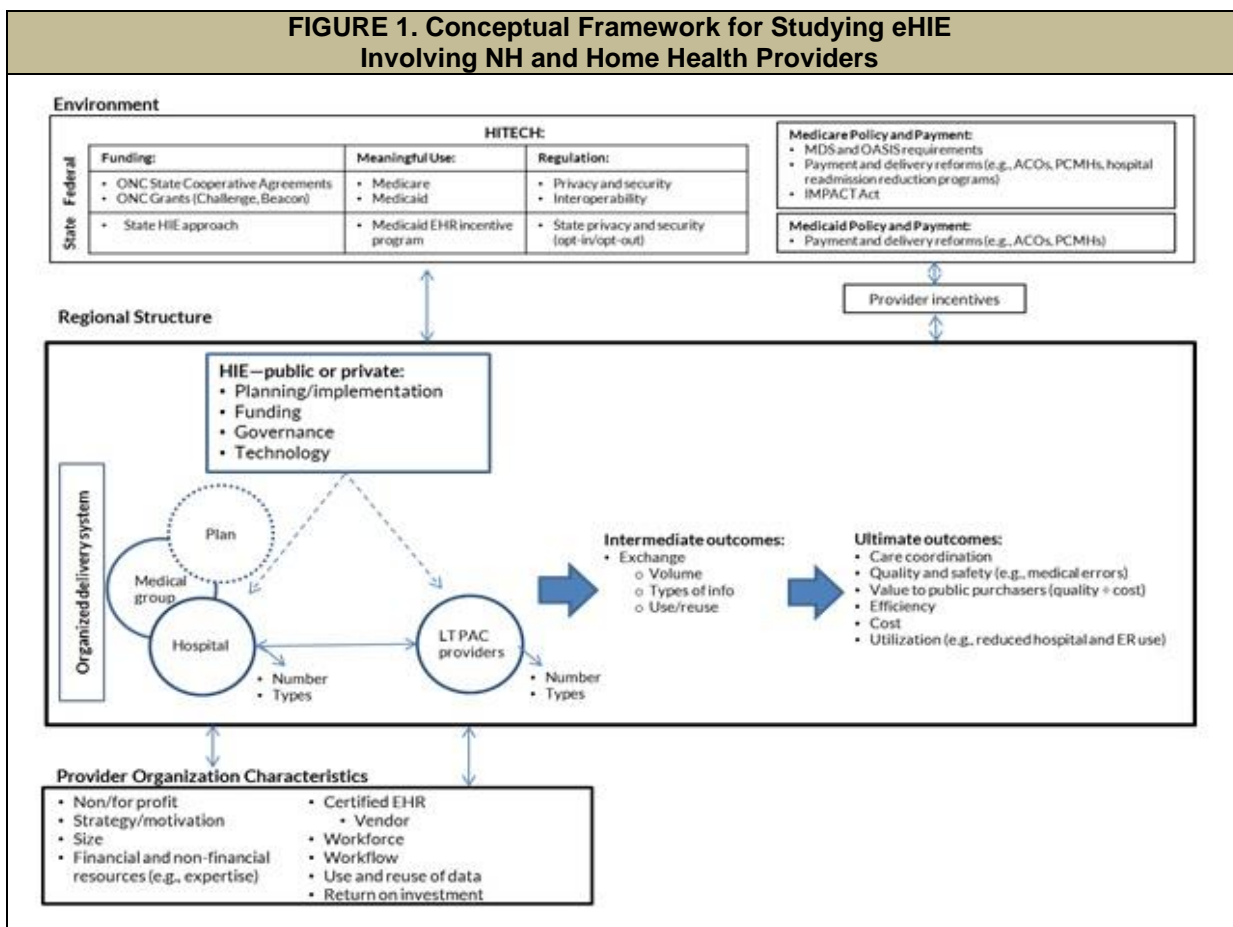 FIGURE 1. Conceptual Framework for Studying eHIE
Involving NH and Home Health Providers
Environment
HITECH:
Federal
State
Funding:
Meaningful Use:
Regulation:
• ONC State Cooperative Agreements
• ONC Grants (Challenge, Beacon)
• Medicare
• Medicaid
• Privacy and security
• Interoperability
• State HIE approach
• Medicaid EHR incentive
program
• State privacy and security
(opt-in/opt-out)
Medicare Policy and Payment:
• MDS and OASIS requirements
• Payment and delivery reforms (e.g., ACOs, PCMHs, hospital
readmission reduction programs)
• IMPACT Act
Medicaid Policy and Payment:
• Payment and delivery reforms (e.g., ACOs, PCMHs)
Provider incentives
Regional Structure
HIE—public or private:
• Planning/implementation
• Funding
• Governance
• Technology
Organized delivery system
Plan
Medical
group
Hospital
• Number
• Types
LTPAC
providers
• Number
• Types
Intermediate outcomes:
• Exchange
o Volume
o Types of info
o Use/reuse
Ultimate outcomes:
• Care coordination
• Quality and safety (e.g., medical errors)
• Value to public purchasers (quality ÷ cost)
• Efficiency
• Cost
• Utilization (e.g., reduced hospital and ER use)
Provider Organization Characteristics
• Non/for profit
• Strategy/motivation
• Size
• Financial and non-financial
resources (e.g., expertise)
• Certified EHR
• Vendor
• Workforce
• Workflow
• Use and reuse of data
• Return on investment